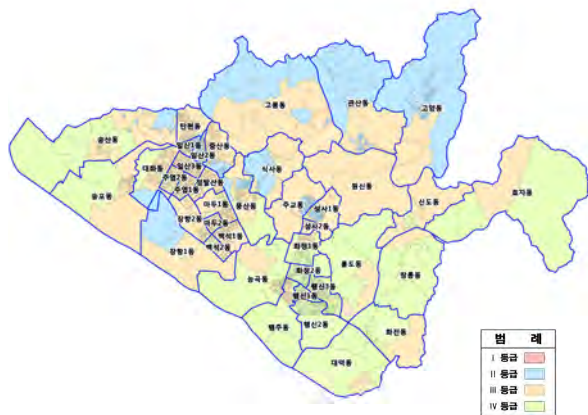 고봉동
관산동
고양동
송산동
탄현동
중산동
일산1동
일산2동
일산3동
식사동
대화동
주엽2동
정발산동
주엽1동
송포동
마두1동
풍산동
장항2동
마두2동
백석1동
백석2동
장항1동
원신동
주교동
성사1동
성사2동
신도동
효자동
화정1동
화정2동
능곡동
행신3동
행신1동
행신2동
흥도동
창릉동
행주동
화전동
대덕동
범 례
I 등급
II 등급
III 등급
IV 등급